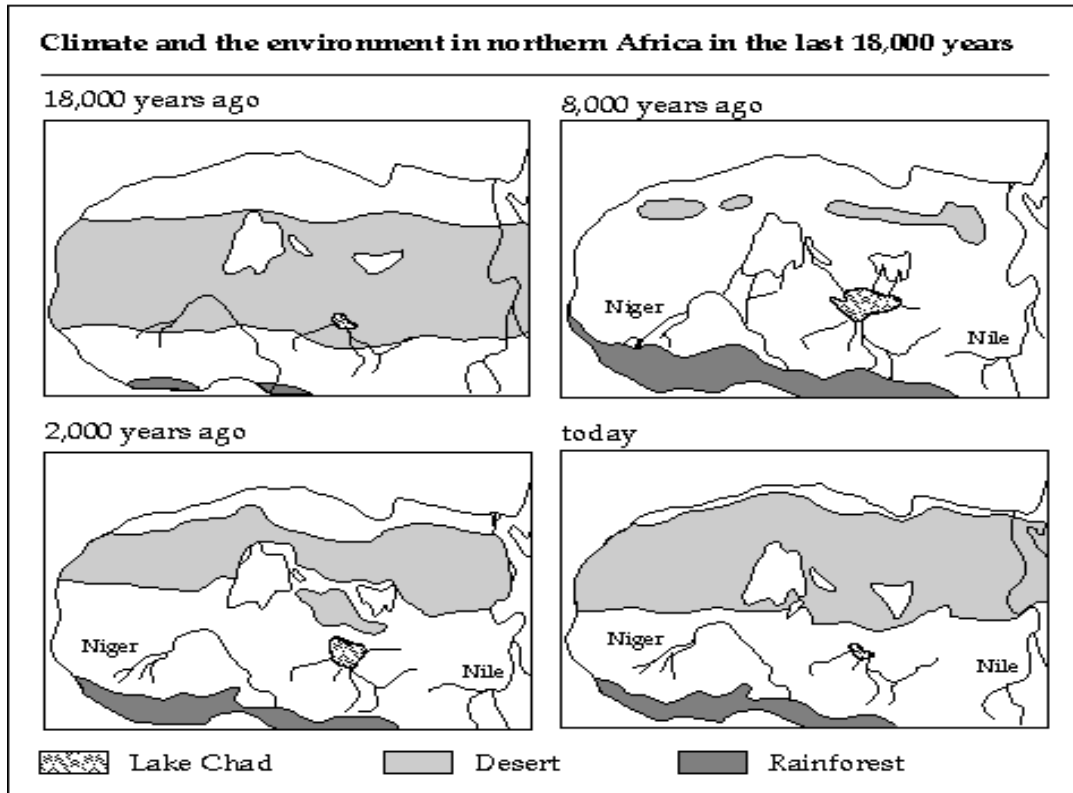 Climate and the environment in northern Africa in the last 18,000 years
18,000 years ago
8,000 years ago
Niger
Nile
2,000 years ago
today
Niger
Nile
Niger
Nile
Lake Chad
Desert
Rainforest